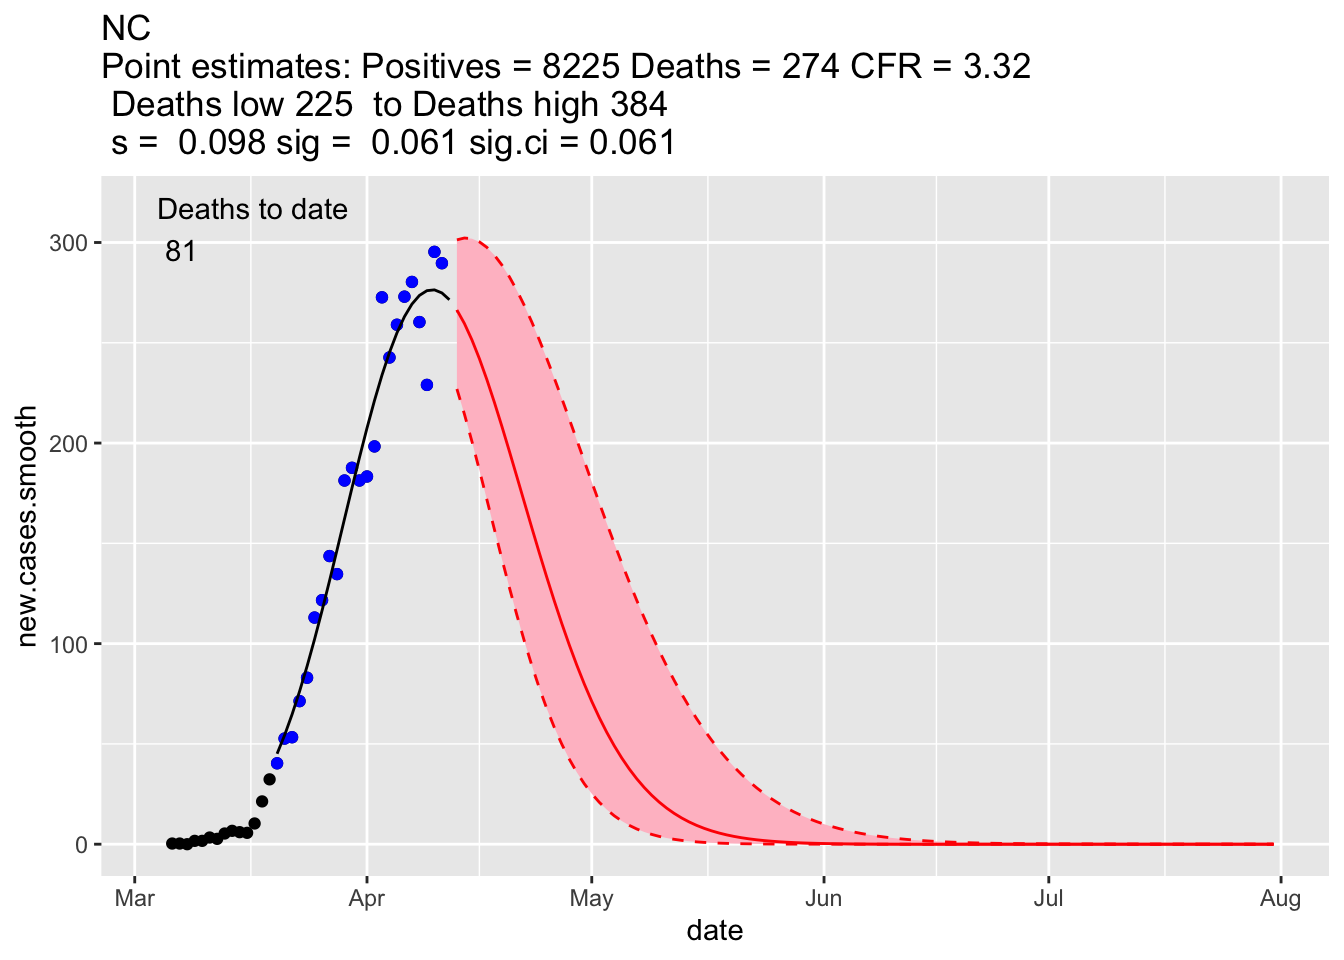 NC
Point estimates: Positives = 8225 Deaths = 274 CFR = 3.32
Deaths low 225  to Deaths high 384
s =  0.098 sig =  0.061 sig.ci = 0.061
Deaths to date
81
300
200
100
0
new.cases.smooth
Mar Apr May Jun Jul Aug
date